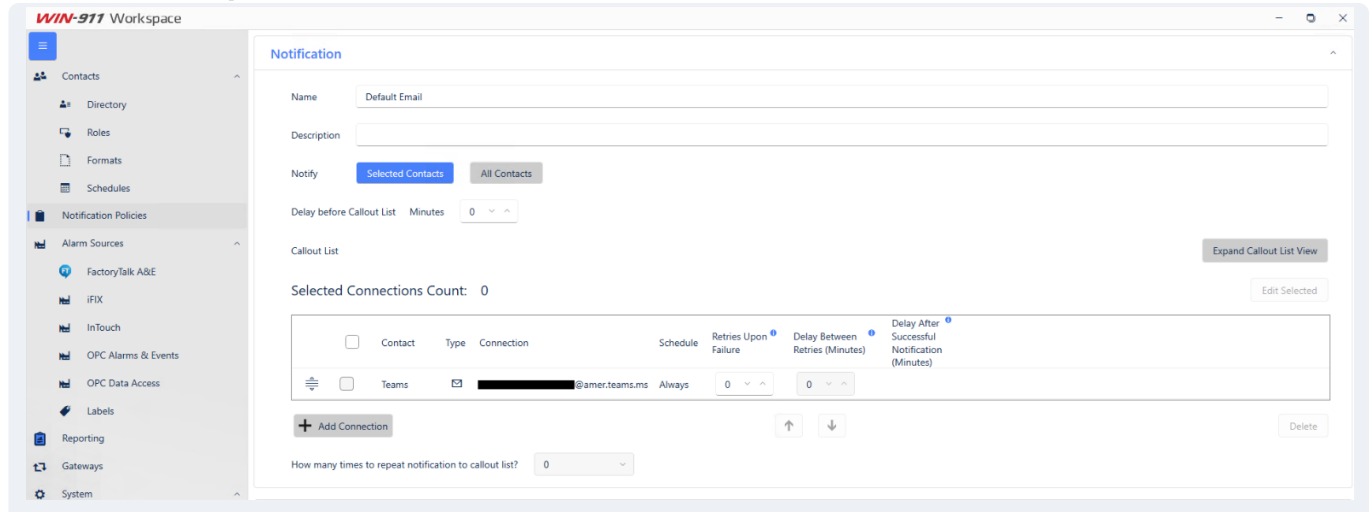 WIN-911 Workspace
Contacts
Directory
Roles
Formats
Schedules
Notification Policies
Alarm Sources
FactoryTalk A&E
iFIX
InTouch
OPC Alarms & Events
OPC Data Access
Labels
Reporting
Gateways
System
Notification
Name Default Email
Description
Notify Selected Contacts All Contacts
Delay before Callout List Minutes 0
Callout List Expand Callout List View
Selected Connections Count: 0 Edit Selected
Contact Type Connection Schedule Retries Upon Failure Delay Between Retries (Minutes) Delay After Successful Notification (Minutes)
Teams @amer.teams.ms Always 0 0
Add Connection Delete
How many times to repeat notification to callout list? 0